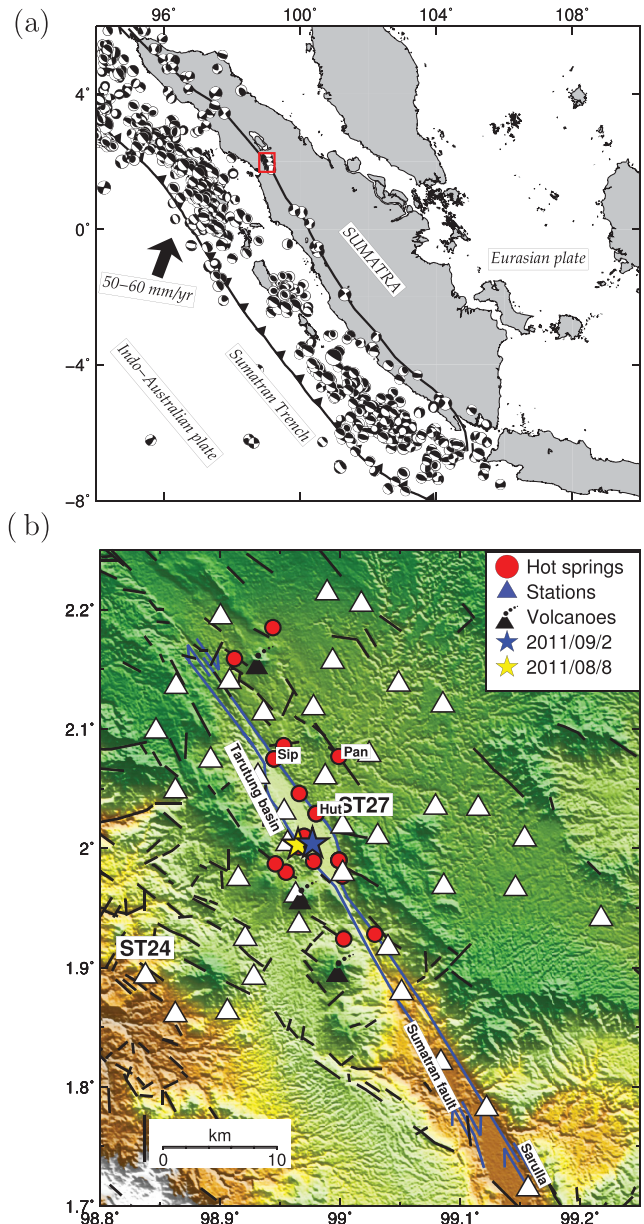 (a)
96°
100°
104°
108°
4°
0°
−4°
−8°
SUMATRA
Eurasian plate
50−60 mm/yr
Sumatran Trench
Indo−Australian plate
(b)
Hot springs
Stations
Volcanoes
2011/09/2
2011/08/8
2.2°
2.1°
2°
1.9°
1.8°
1.7°
Sip
Pan
Tarutung basin
Hut
ST27
ST24
Sumatran fault
Sarulla
km
0
10
98.8
98.9
99
99.1
99.2